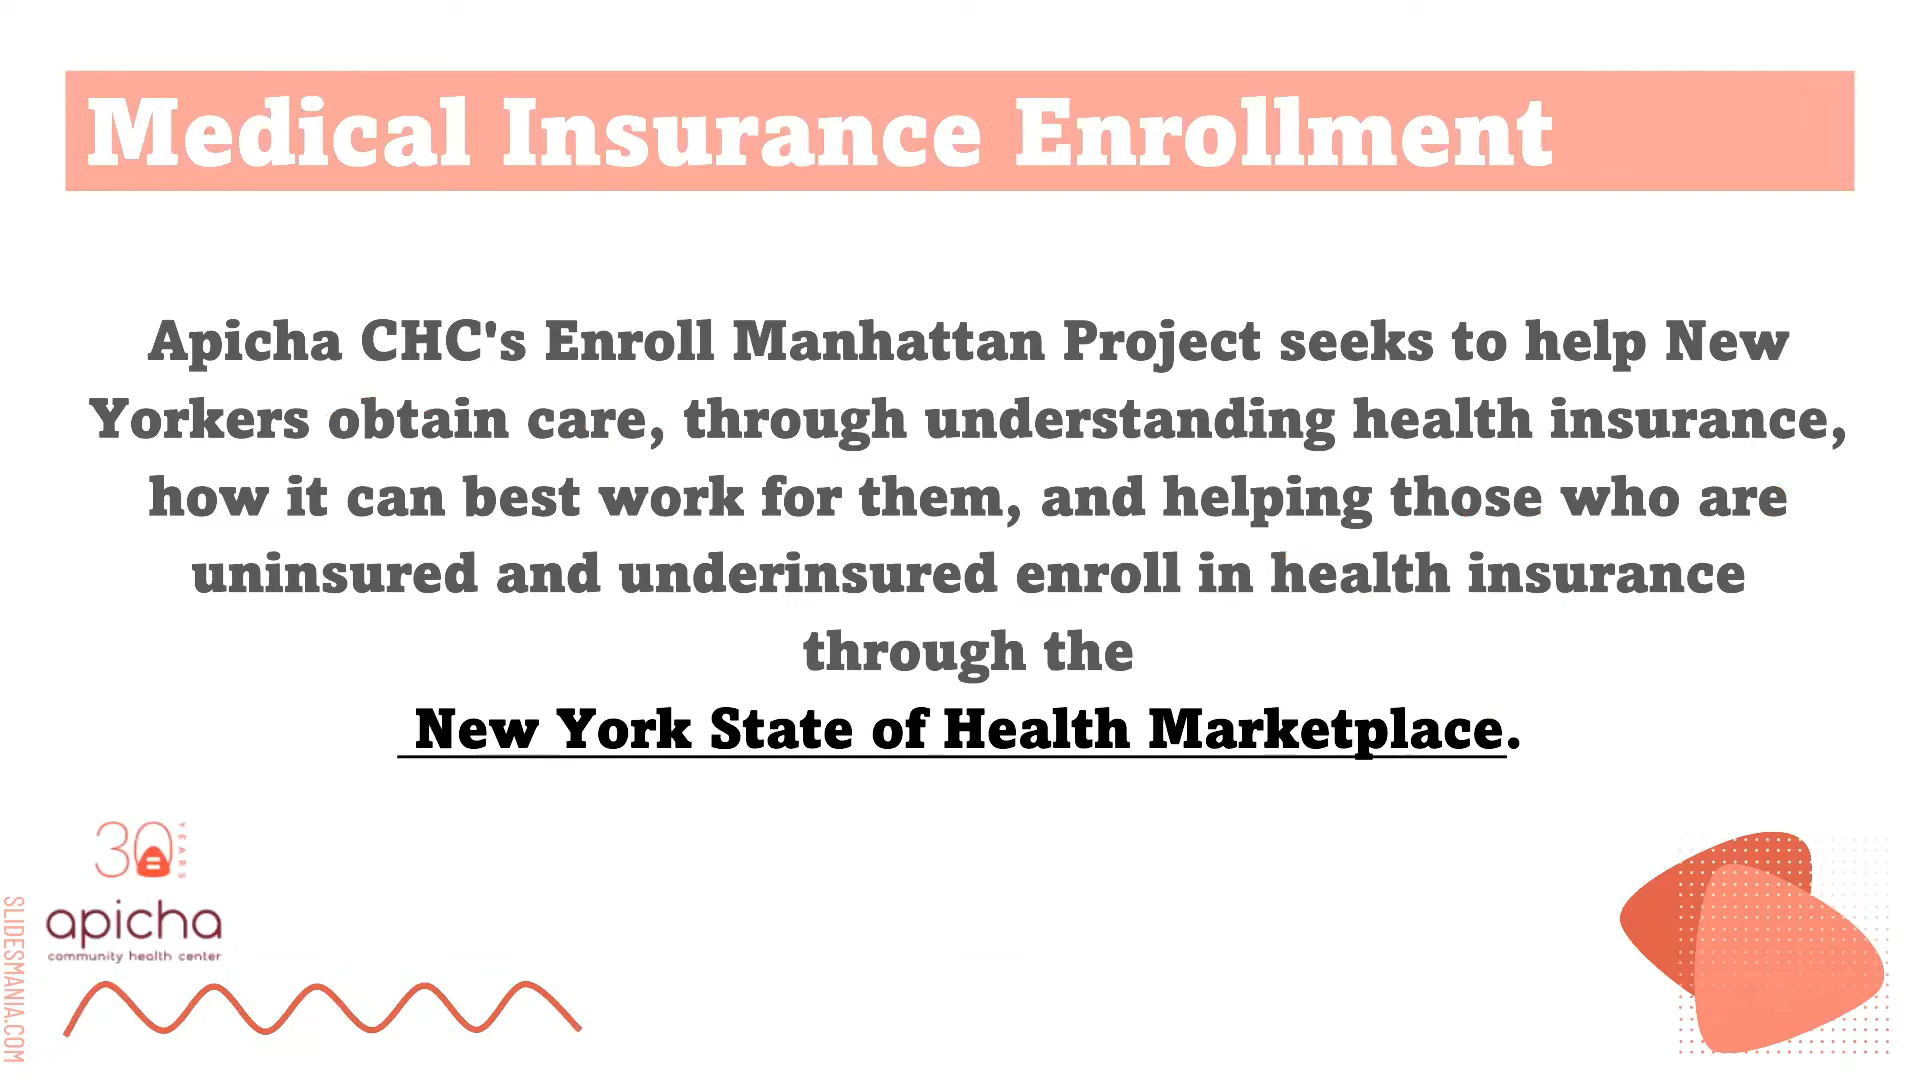 Medical Insurance Enrollment
Apicha CHC's Enroll Manhattan Project seeks to help New
Yorkers obtain care, through understanding health insurance,
how it can best work for them, and helping those who are
uninsured and underinsured enroll in health insurance
through the
New York State of Health Marketplace.
30 YEARS
apicha
community health center
SLIDESMANIA.COM